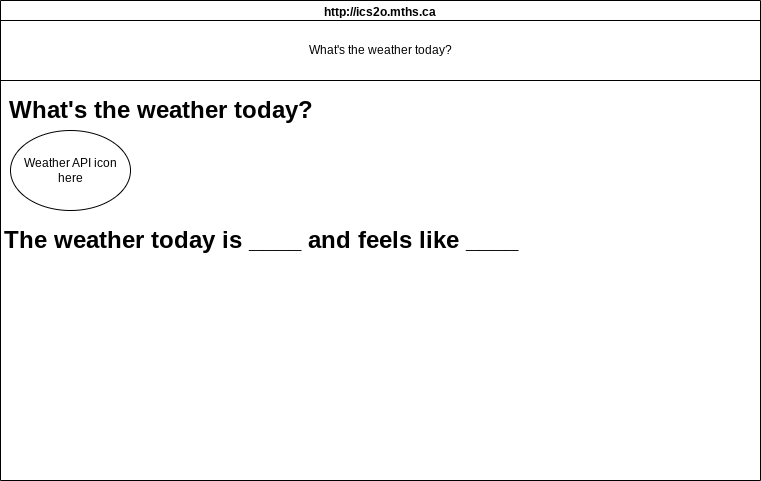 http://ics2o.mths.ca
What's the weather today?
What's the weather today?
Weather API icon
here
The weather today is ____ and feels like ____